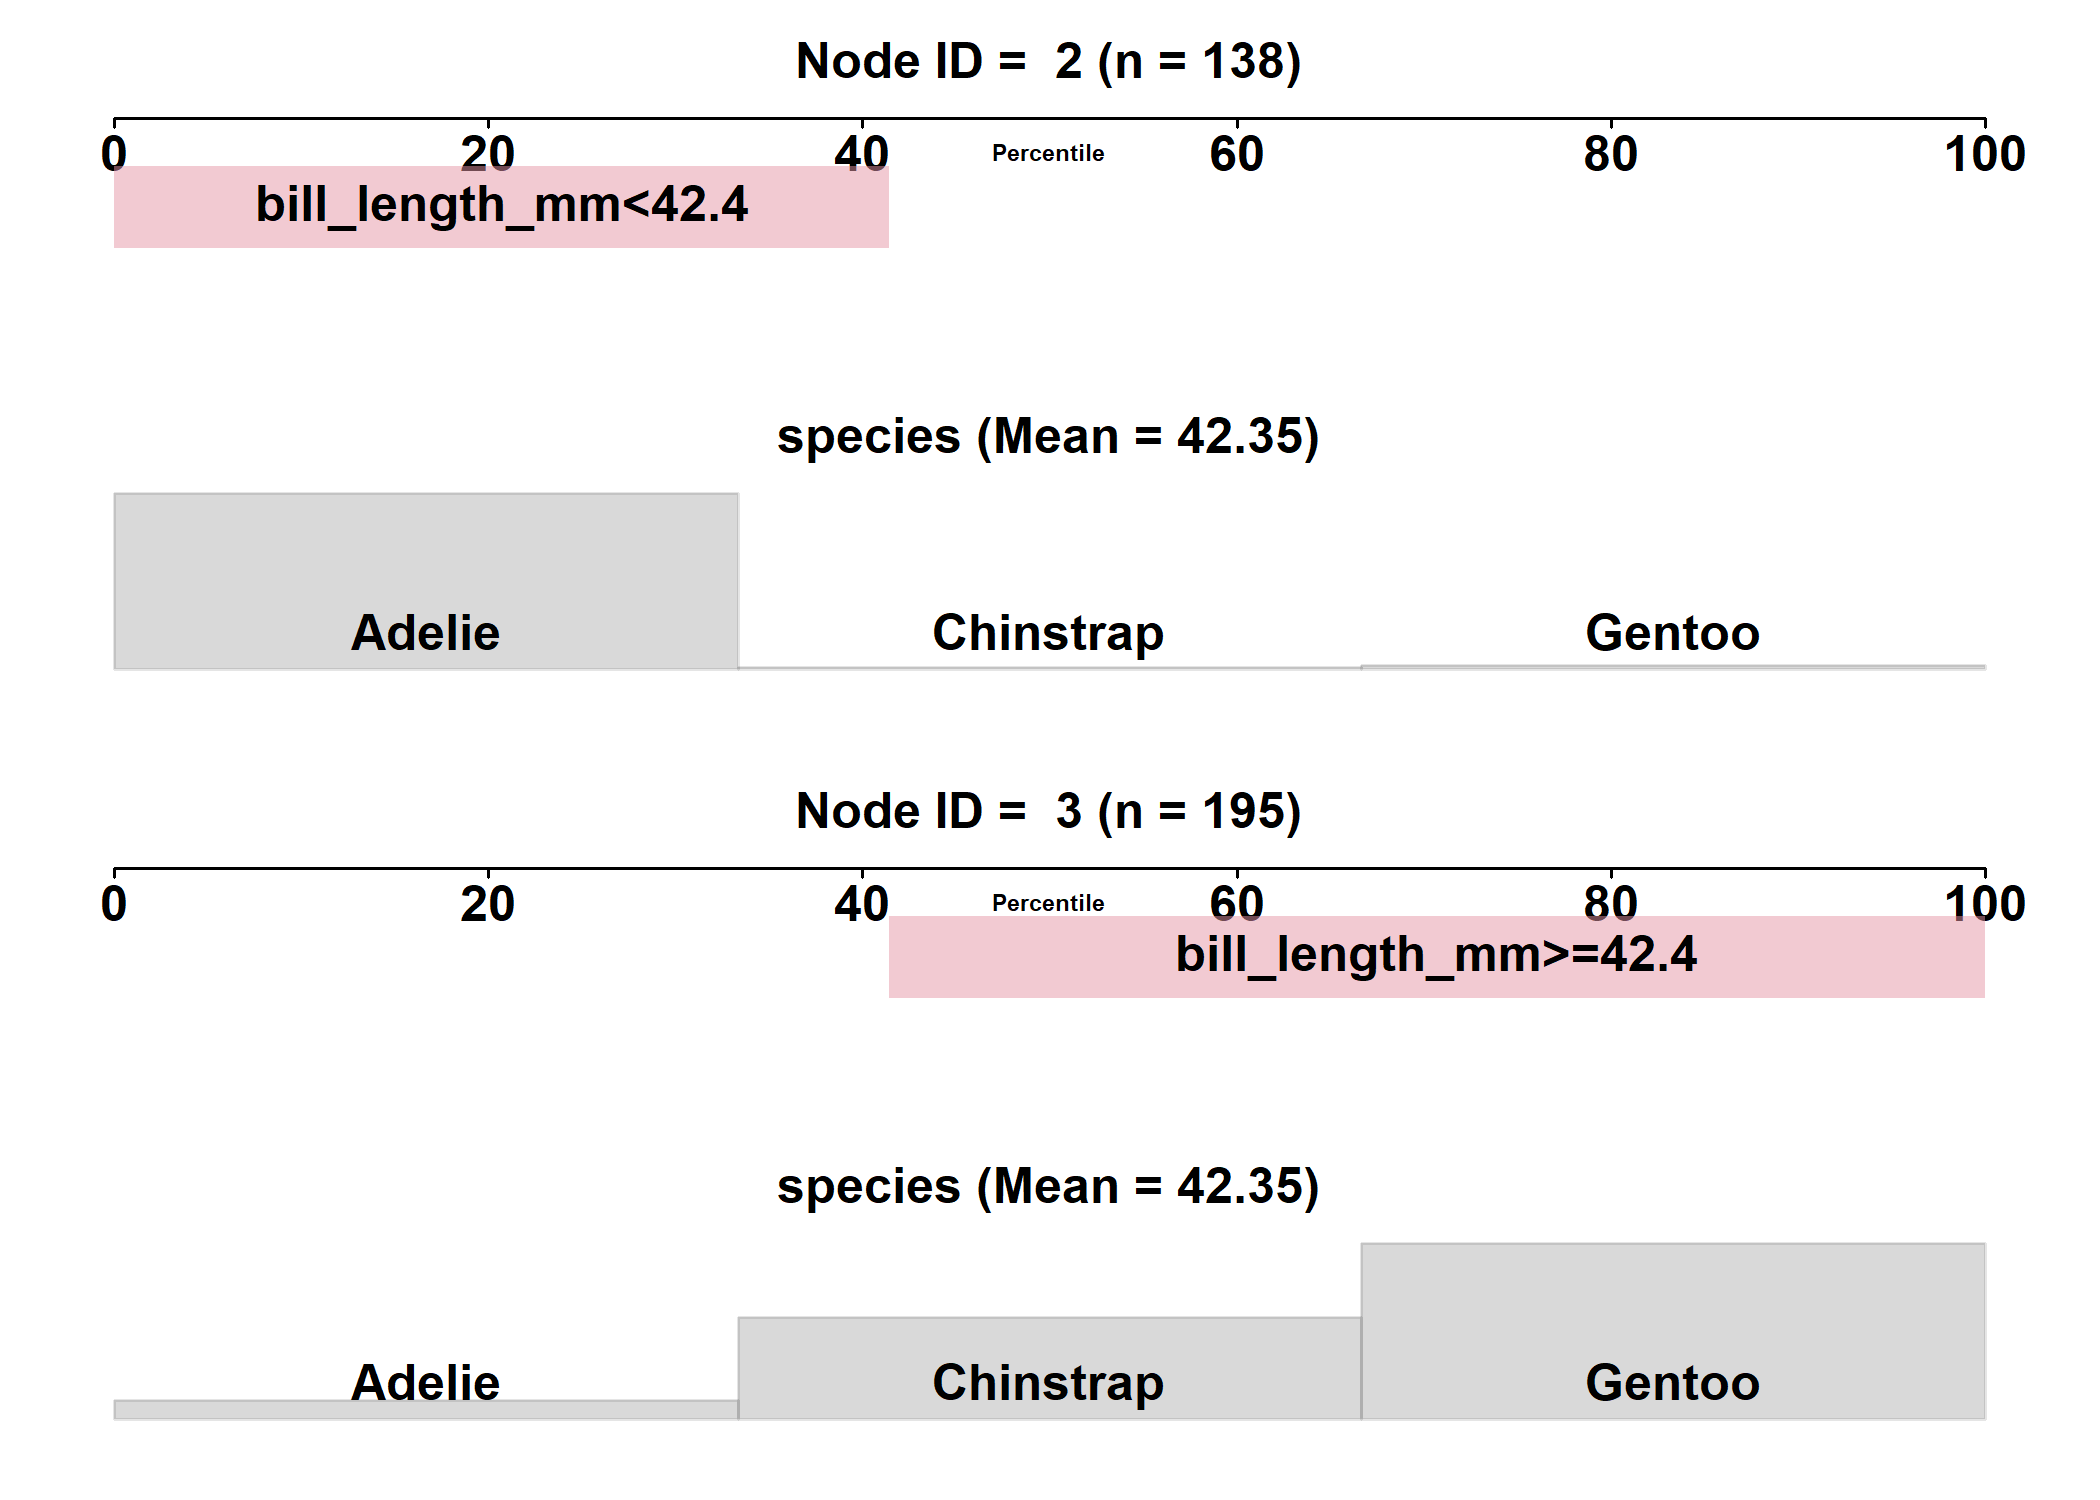 Node ID =  2 (n = 138)
0 20 40 Percentile 60 80 100
bill_length_mm<42.4
species (Mean = 42.35)
Adelie Chinstrap Gentoo
Node ID =  3 (n = 195)
0 20 40 Percentile 60 80 100
bill_length_mm>=42.4
species (Mean = 42.35)
Adelie Chinstrap Gentoo